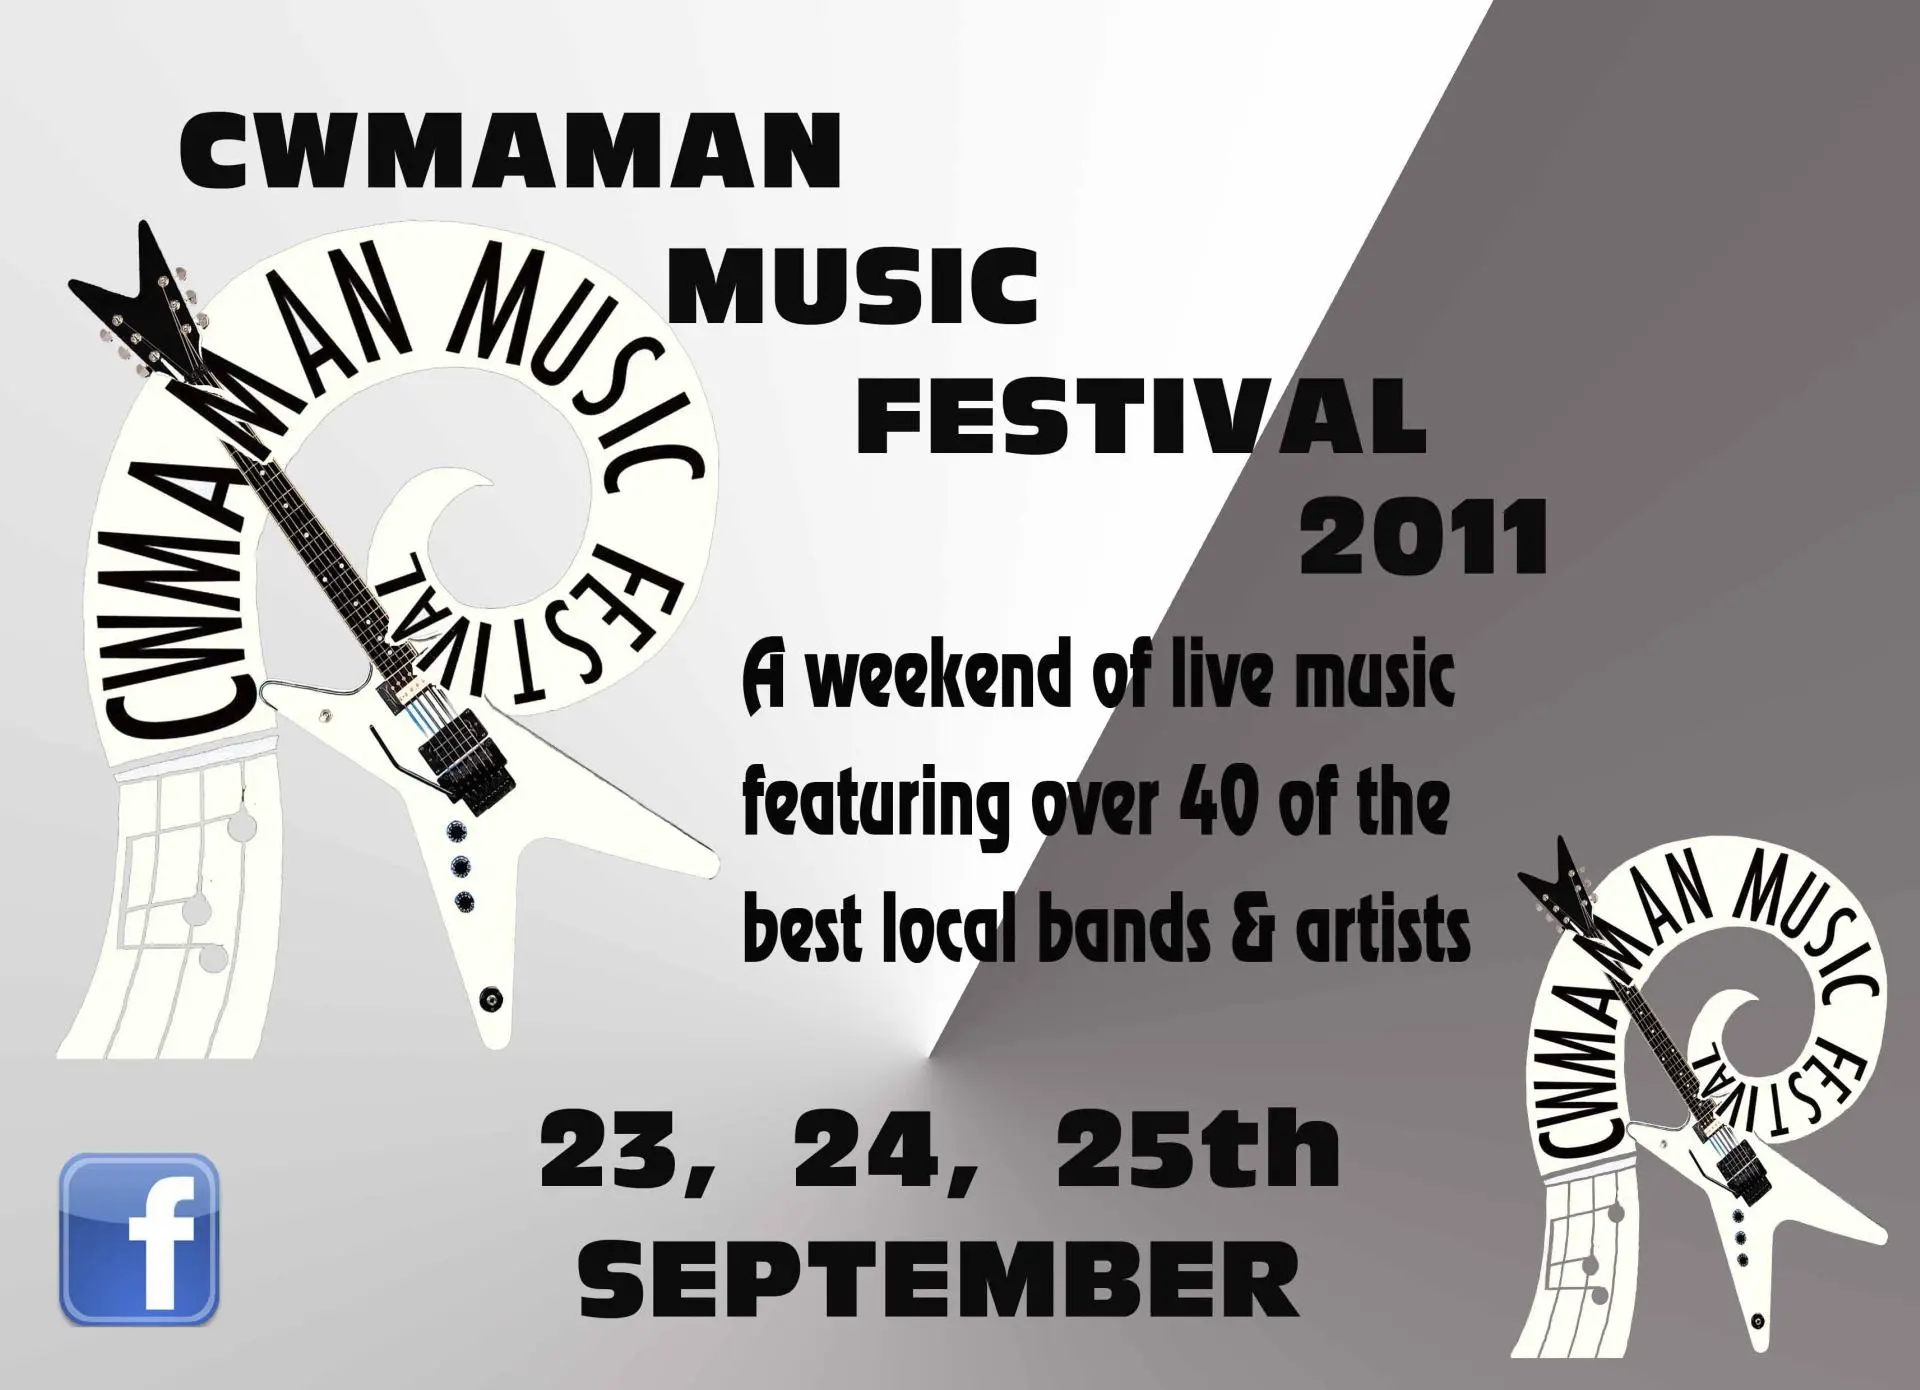 CWMAMAN
MUSIC
FESTIVAL
2011
CWMAMAN MUSIC FESTIVAL
A weekend of live music
featuring over 40 of the
best local bands & artists
CWMAMAN MUSIC FESTIVAL
23, 24, 25th
SEPTEMBER
f